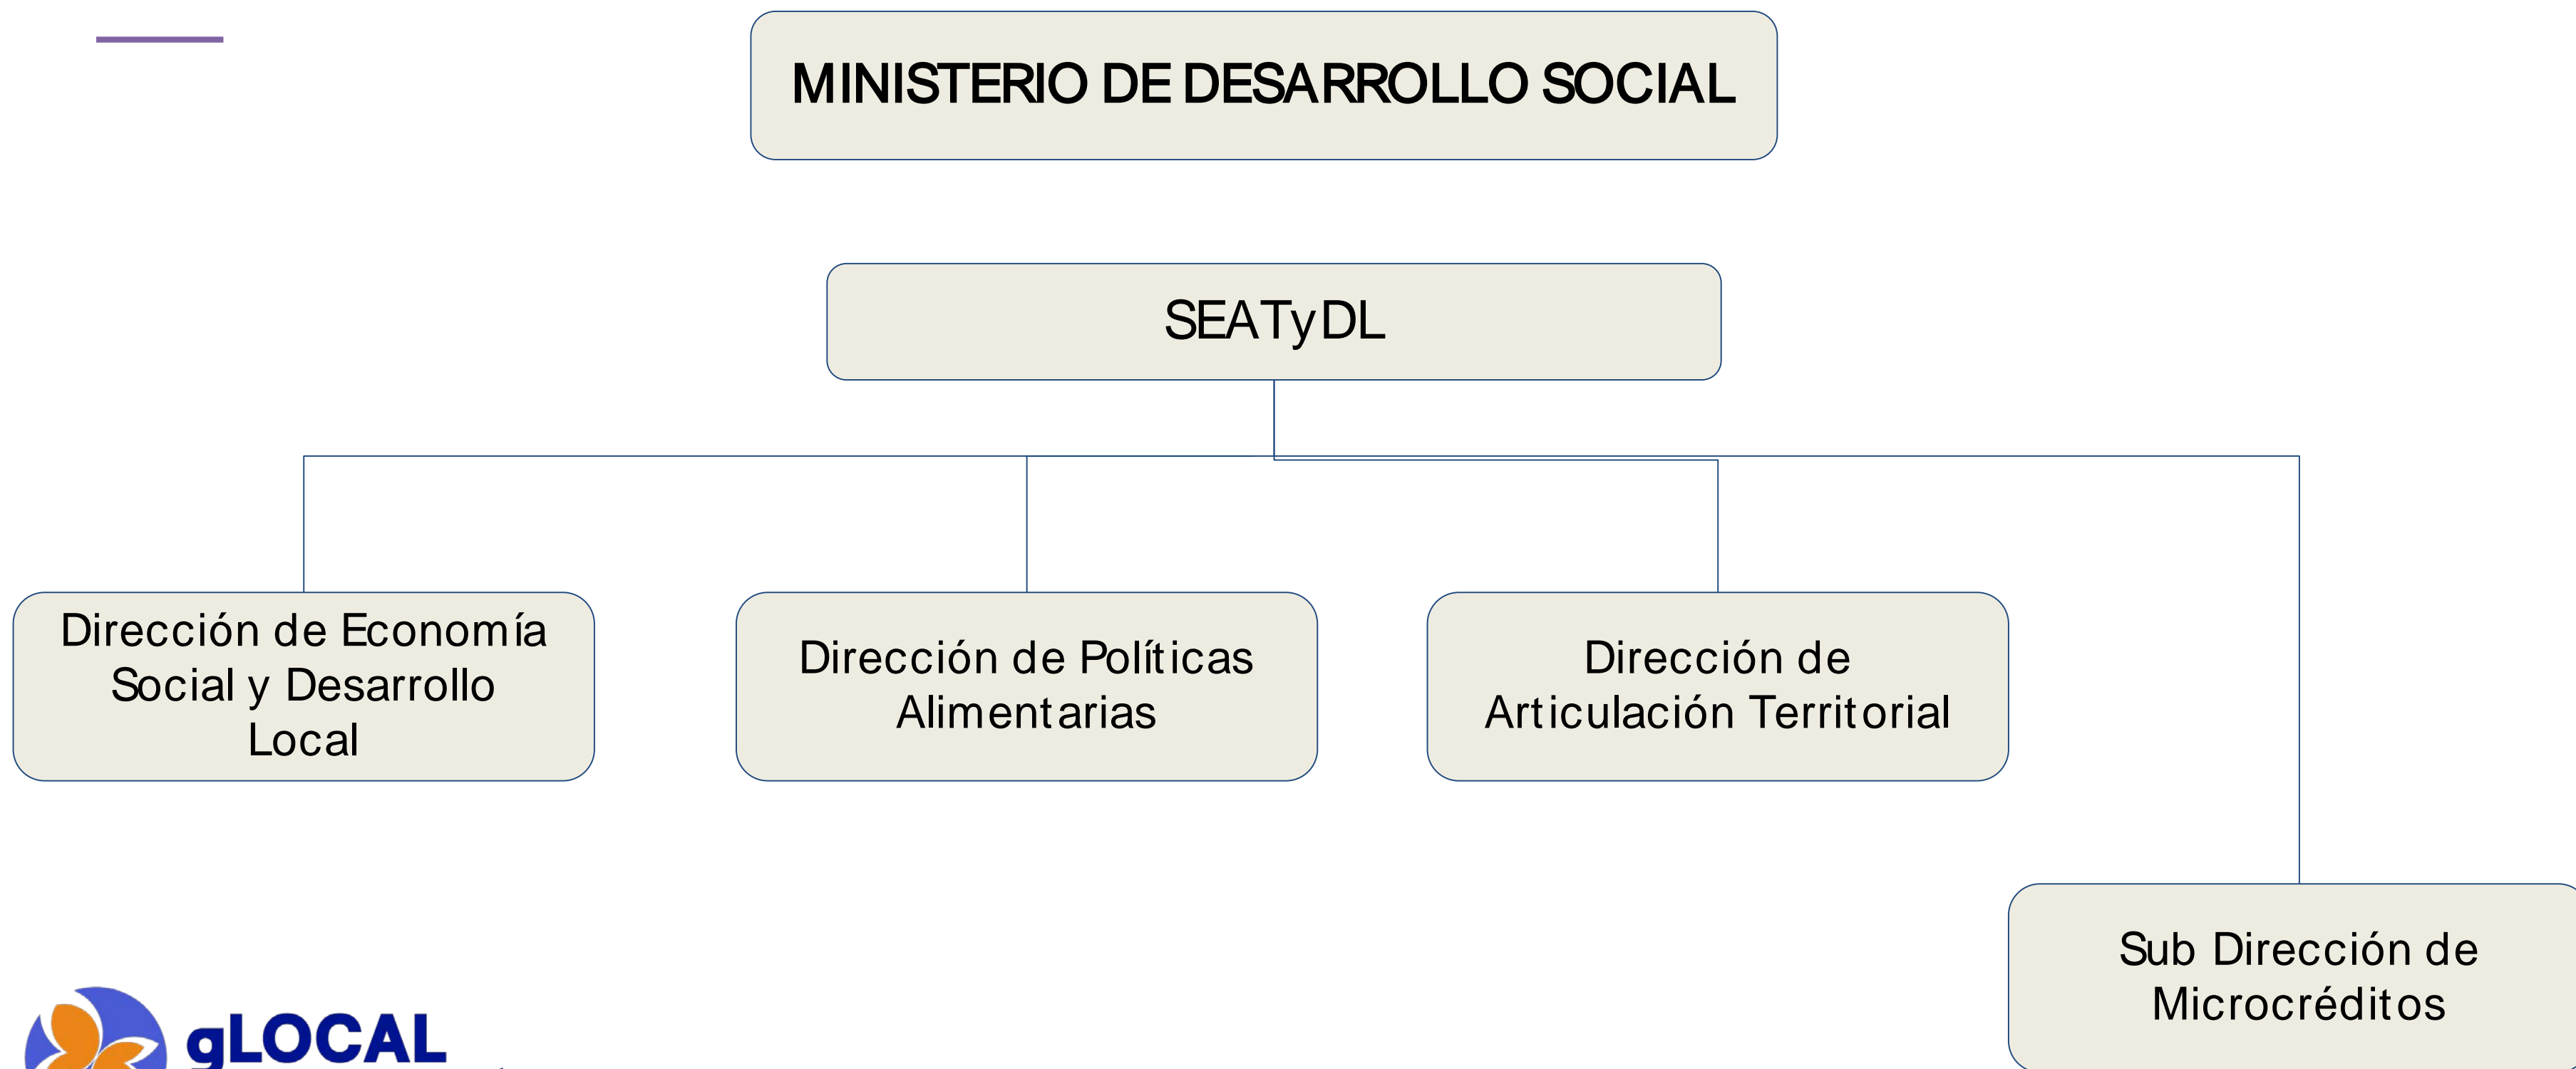 MINISTERIO DE DESARROLLO SOCIAL
SEATyDL
Dirección de Economía
Social y Desarrollo
Local
Dirección de Políticas
Alimentarias
Dirección de
Articulación Territorial
Sub Dirección de
Microcréditos
gLOCAL